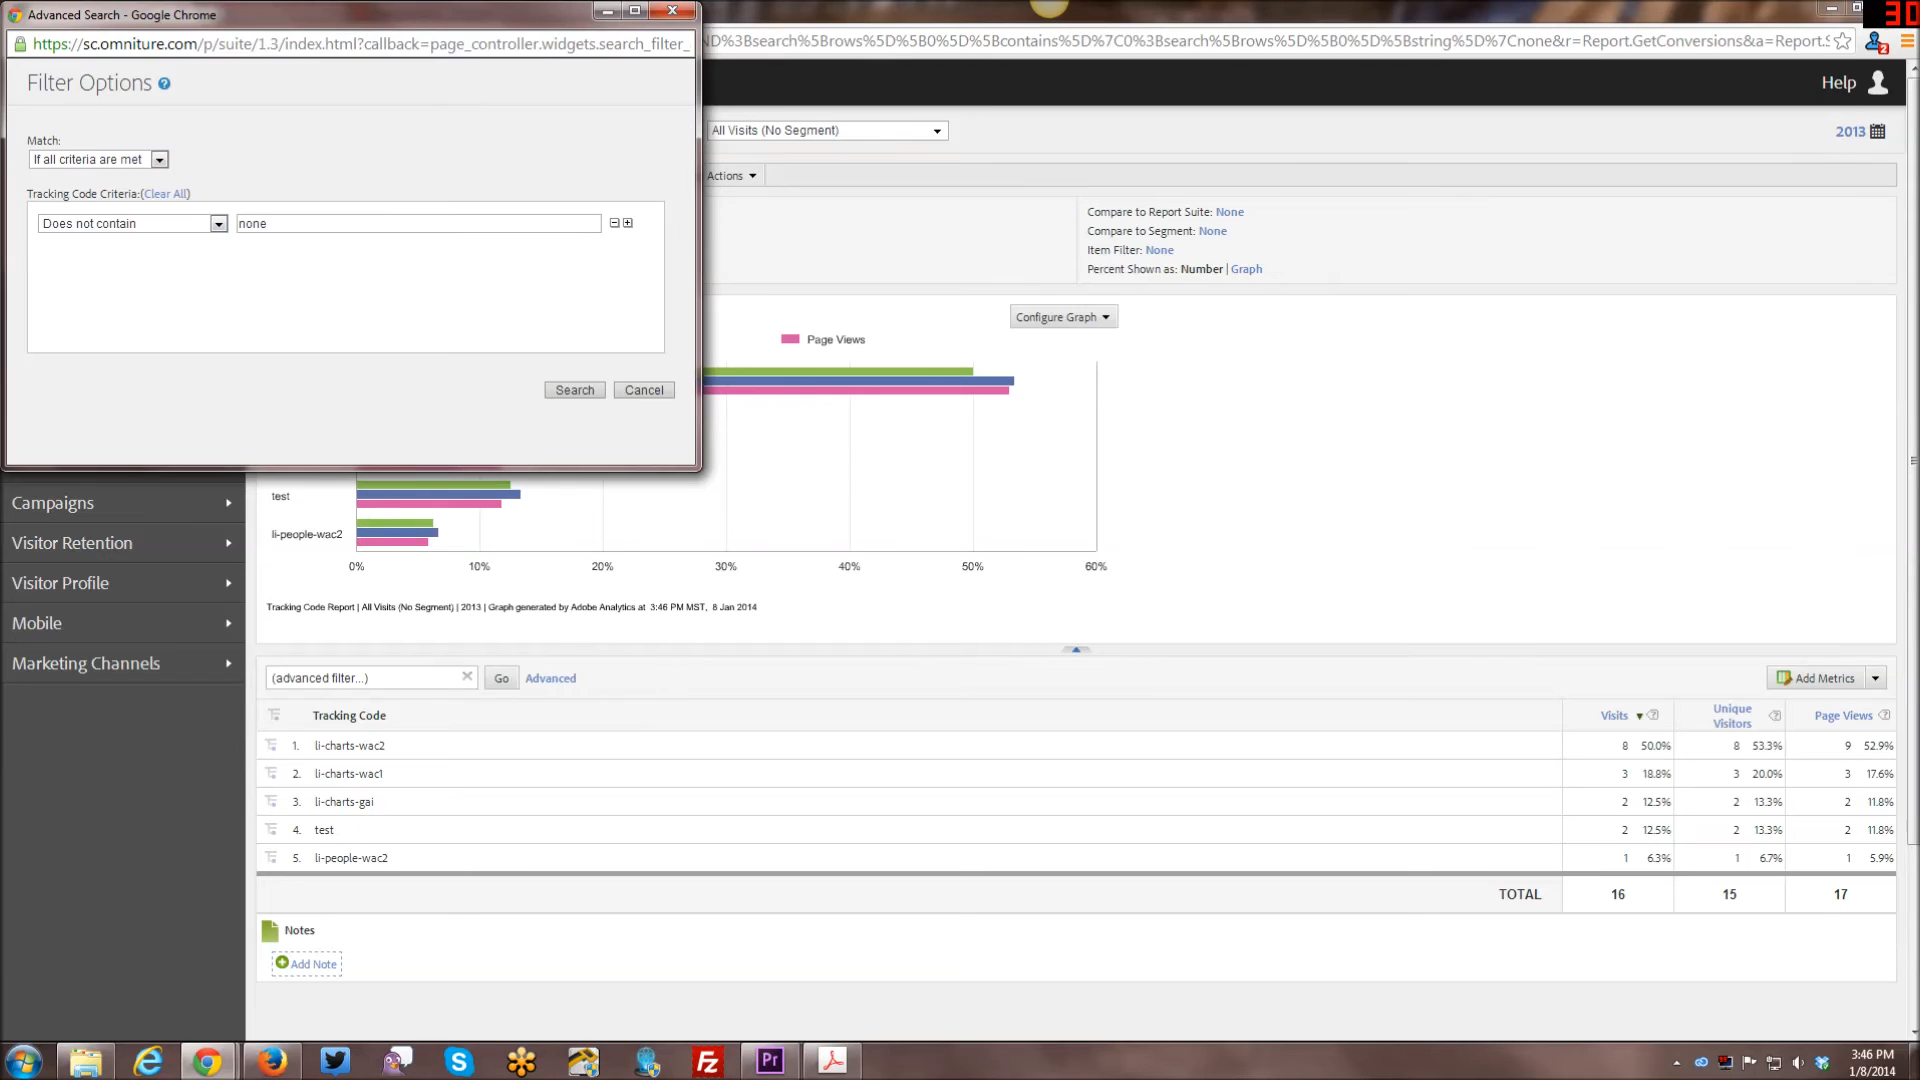 Advanced Search - Google Chrome
30
https://sc.omniture.com/p/suite/1.3/index.html?callback=page_controller.widgets.search_filter_
ND%3Bsearch%5Brows%5D%5B0%5D%5Bcontains%5D%7C0%3Bsearch%5Brows%5D%5B0%5D%5Bstring%5D%7Cnone&r=Report.GetConversions&a=Report.S
2
Filter Options ?
Help
Match:
If all criteria are met
All Visits (No Segment)
2013
Actions
Tracking Code Criteria:(Clear All)
Does not contain
none
Compare to Report Suite: None
Compare to Segment: None
Item Filter: None
Percent Shown as: Number | Graph
Configure Graph
Page Views
Search
Cancel
Campaigns
Visitor Retention
Visitor Profile
Mobile
Marketing Channels
test
li-people-wac2
0%
10%
20%
30%
40%
50%
60%
Tracking Code Report | All Visits (No Segment) | 2013 | Graph generated by Adobe Analytics at 3:46 PM MST, 8 Jan 2014
(advanced filter...)
Go
Advanced
Add Metrics
Tracking Code
Visits
Unique Visitors
Page Views
1. li-charts-wac2 8 50.0% 8 53.3% 9 52.9%
2. li-charts-wac1 3 18.8% 3 20.0% 3 17.6%
3. li-charts-gai 2 12.5% 2 13.3% 2 11.8%
4. test 2 12.5% 2 13.3% 2 11.8%
5. li-people-wac2 1 6.3% 1 6.7% 1 5.9%
TOTAL 16 15 17
Notes
Add Note
Fz
Pr
3:46 PM
1/8/2014